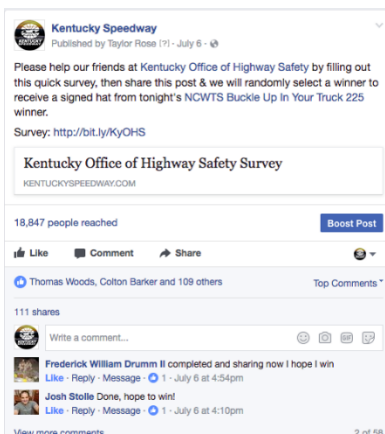 Kentucky Speedway
Published by Taylor Rose [?] · July 6 ·
Please help our friends at Kentucky Office of Highway Safety by filling out
this quick survey, then share this post & we will randomly select a winner to
receive a signed hat from tonight's NCWTS Buckle Up In Your Truck 225
winner.
Survey: http://bit.ly/KyOHS
Kentucky Office of Highway Safety Survey
KENTUCKYSPEEDWAY.COM
18,847 people reached
Boost Post
Like Comment Share
Thomas Woods, Colton Barker and 109 others
Top Comments
111 shares
Write a comment...
GIF
Frederick William Drumm II completed and sharing now I hope I win
Like · Reply · Message · 1 · July 6 at 4:54pm
Josh Stolle Done, hope to win!
Like · Reply · Message · 1 · July 6 at 4:10pm
View more comments
2 of 58